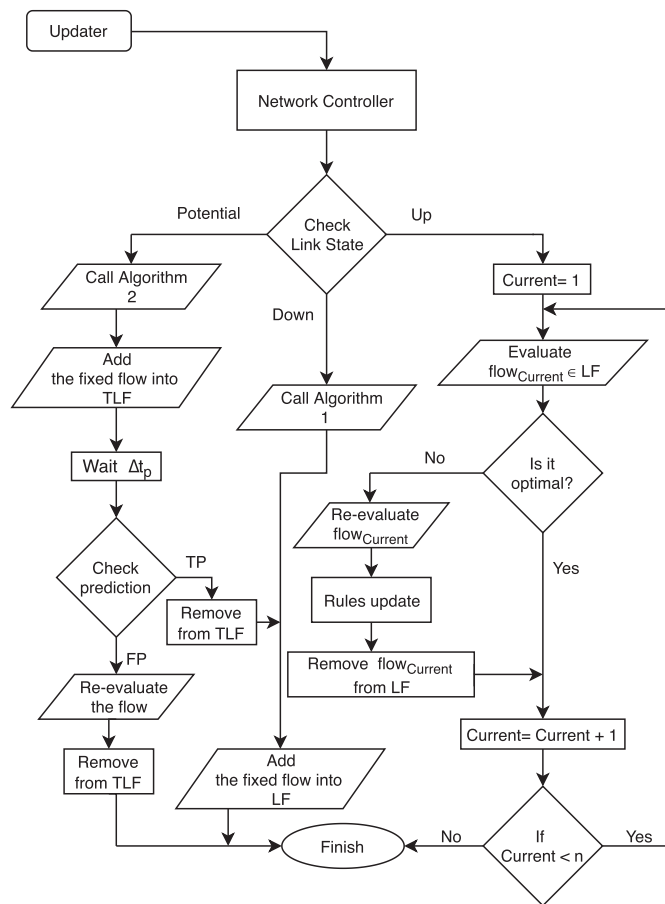 Updater
Network Controller
Check
Link State
Potential
Up
Down
Call Algorithm
2
Add
the fixed flow into
TLF
Wait Δtp
Check
prediction
TP
Remove
from TLF
FP
Re-evaluate
the flow
Remove
from TLF
Call Algorithm
1
Add
the fixed flow into
LF
Current= 1
Evaluate
flowCurrent ∈ LF
Is it
optimal?
No
Yes
Re-evaluate
flowCurrent
Rules update
Remove flowCurrent
from LF
Current= Current + 1
If
Current < n
No
Yes
Finish